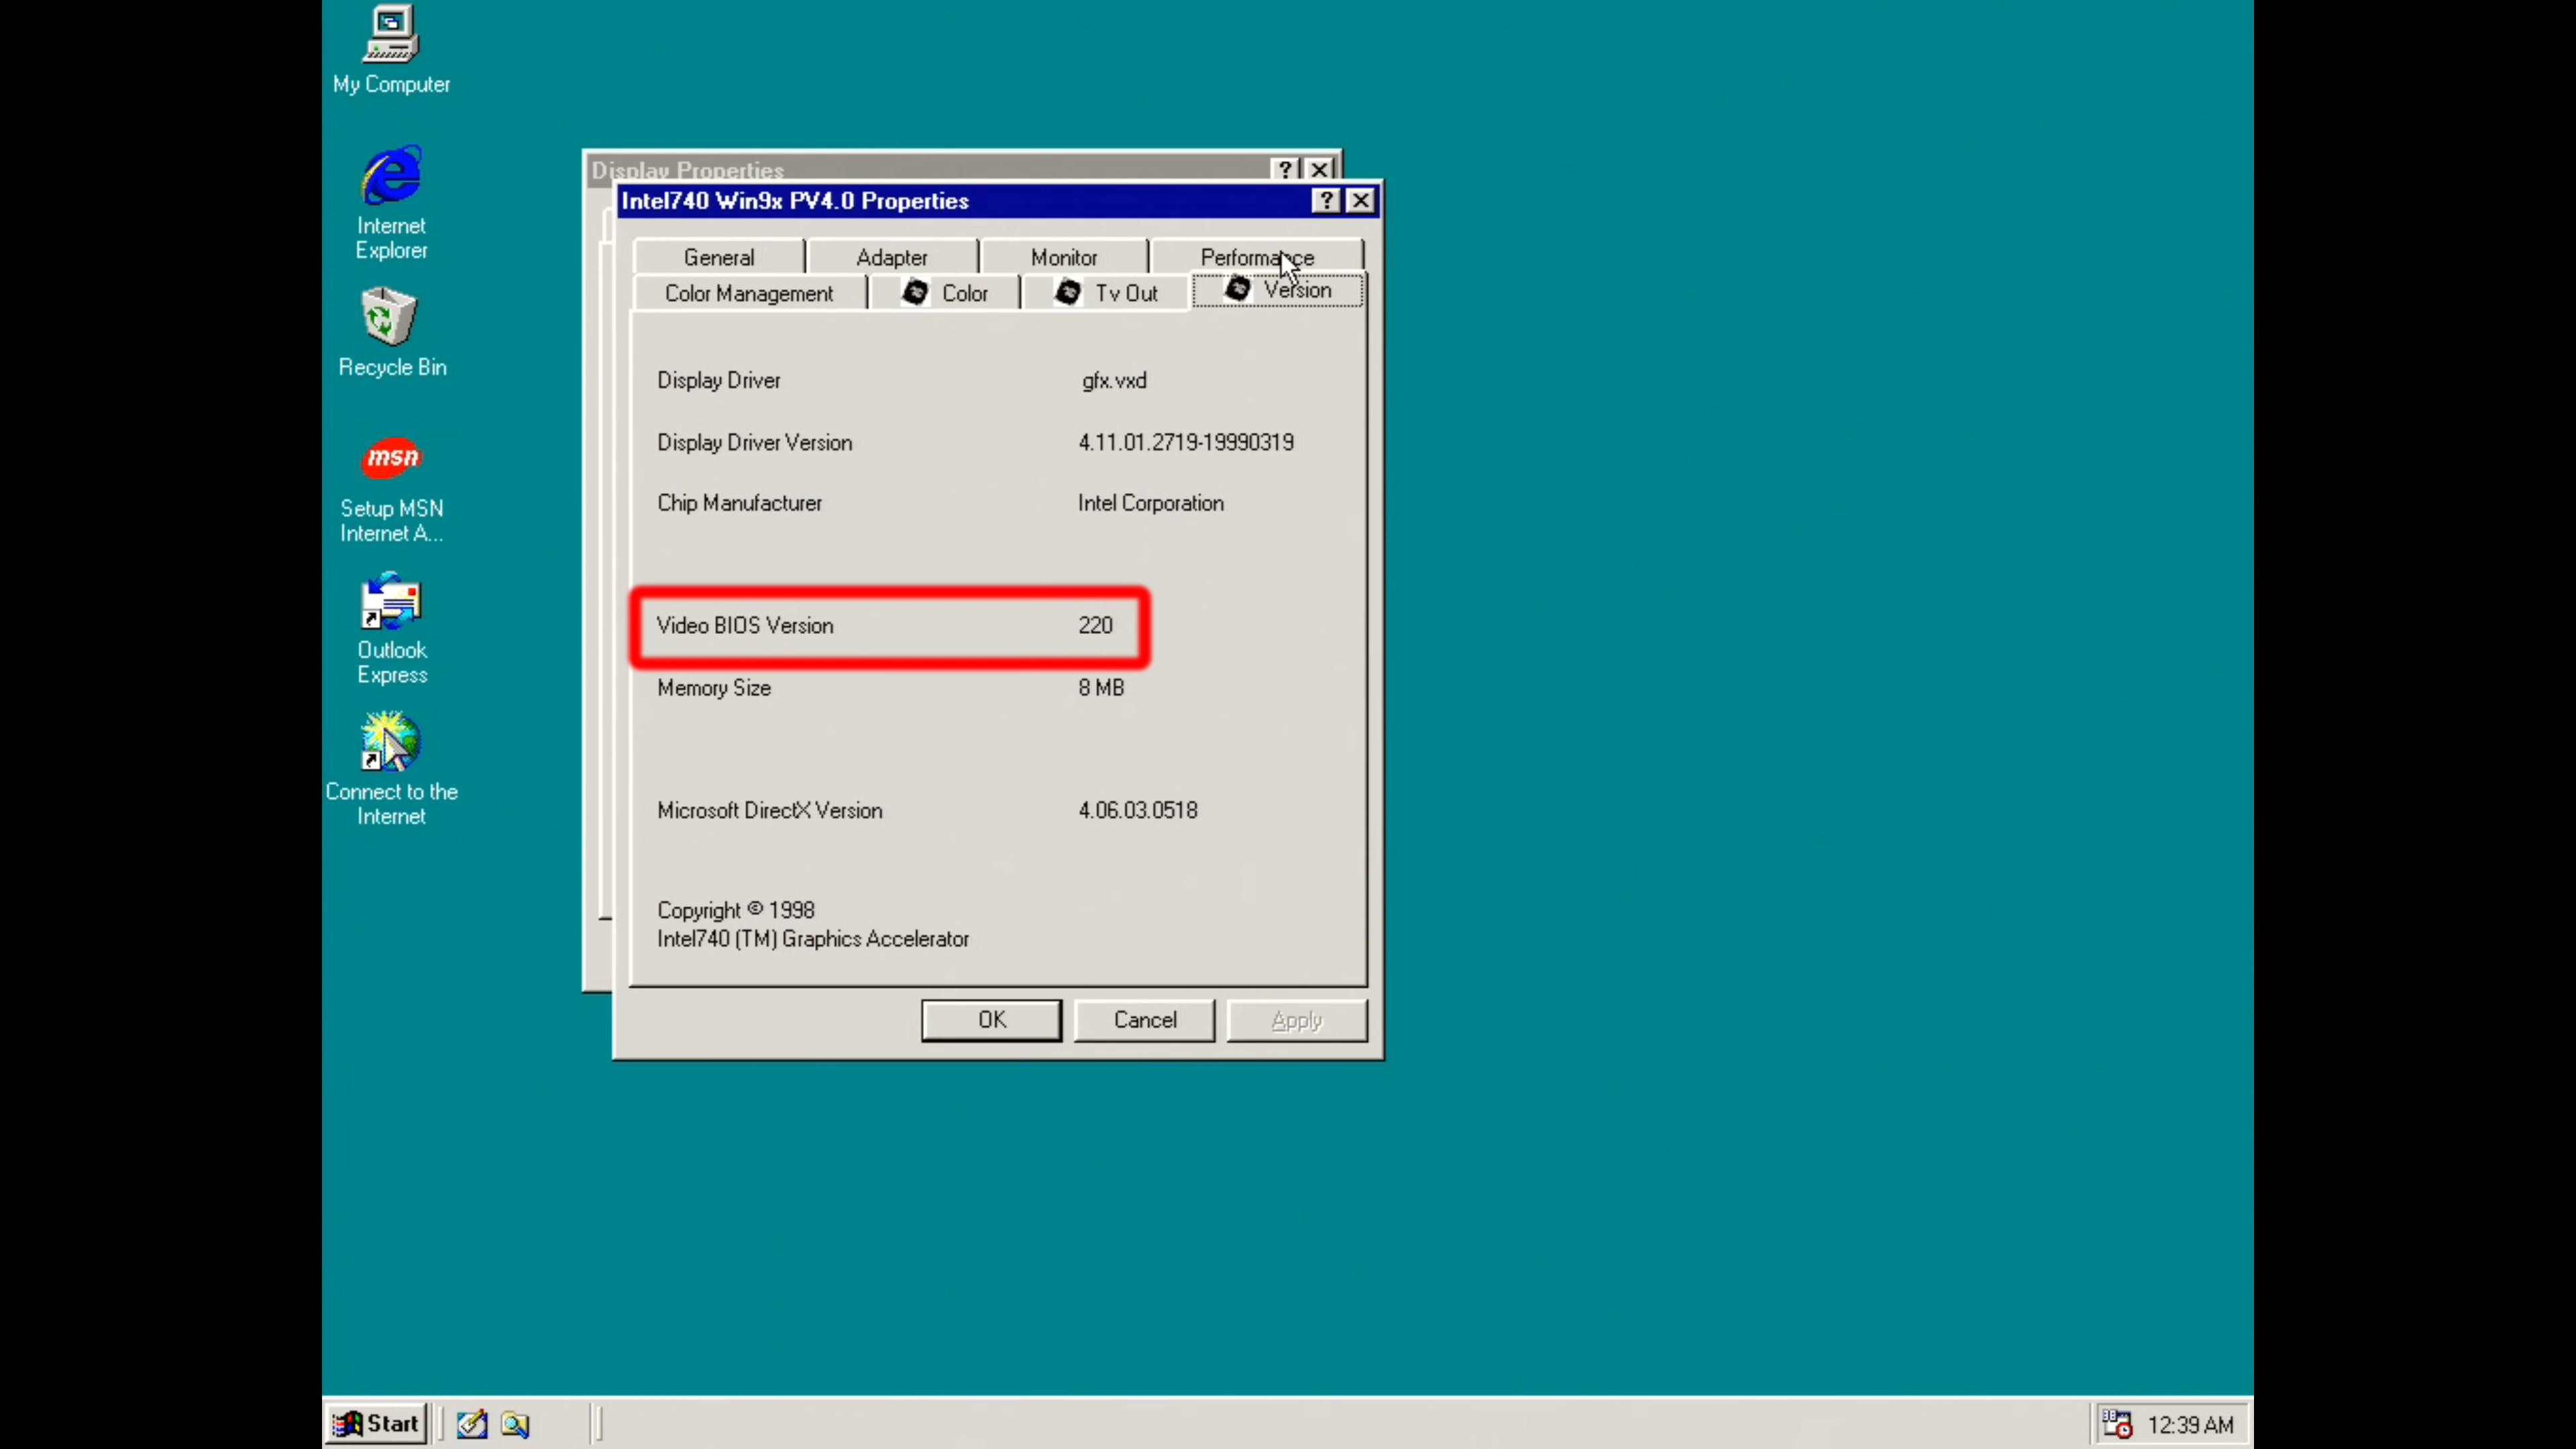 My Computer
Internet
Explorer
Recycle Bin
msn
Setup MSN
Internet A...
Outlook
Express
Connect to the
Internet
Display Properties
Intel740 Win9x PV4.0 Properties
General Adapter Monitor Performance
Color Management Color Tv Out Version
Display Driver gfx.vxd
Display Driver Version 4.11.01.2719-19990319
Chip Manufacturer Intel Corporation
Video BIOS Version 220
Memory Size 8 MB
Microsoft DirectX Version 4.06.03.0518
Copyright © 1998
Intel740 (TM) Graphics Accelerator
OK Cancel Apply
Start 12:39 AM